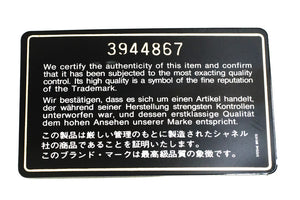 3944867
We certify the authenticity of this item and confirm
that it has been subjected to the most exacting quality
control. Its high quality is a symbol of the fine reputation
of the Trademark.
Wir bestätigen, dass es sich um einen Artikel handelt,
der während seiner Herstellung strengsten Kontrollen
unterworfen war, und dessen erstklassige Qualität
dem hohen Ansehen unserer Marke entspricht.
この製品は厳しい管理のもとに製造されたシャネル
社の商品であることを証明いたします。
このブランド・マークは最高級品質の象徴です。